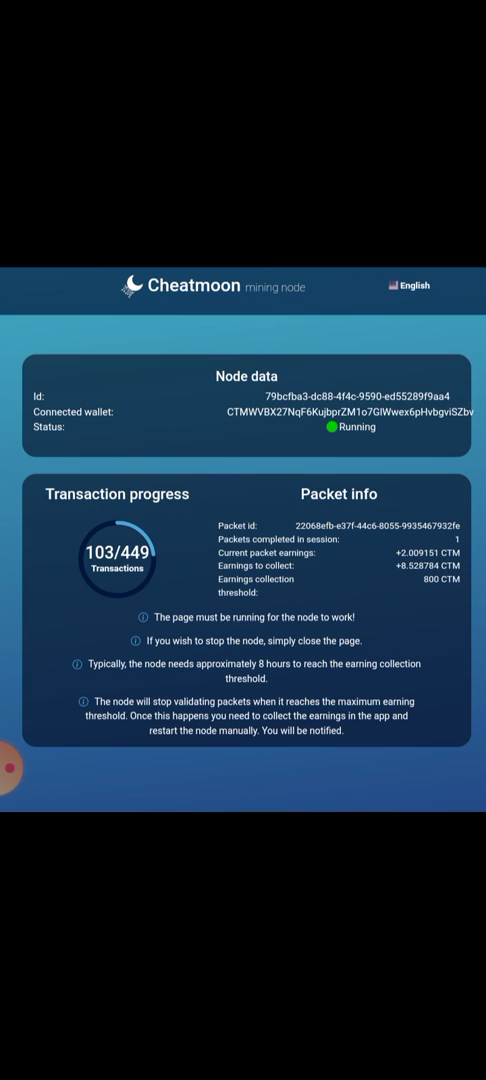 Cheatmoon mining node
English
Node data
Id: 79bcfba3-dc88-4f4c-9590-ed55289f9aa4
Connected wallet: CTMWVBX27NqF6KujbprZM1o7GIWwex6pHvbgviSZbv
Status: Running
Transaction progress
103/449
Transactions
Packet info
Packet id: 22068efb-e37f-44c6-8055-9935467932fe
Packets completed in session: 1
Current packet earnings: +2.009151 CTM
Earnings to collect: +8.528784 CTM
Earnings collection 800 CTM
threshold:
The page must be running for the node to work!
If you wish to stop the node, simply close the page.
Typically, the node needs approximately 8 hours to reach the earning collection
threshold.
The node will stop validating packets when it reaches the maximum earning
threshold. Once this happens you need to collect the earnings in the app and
restart the node manually. You will be notified.